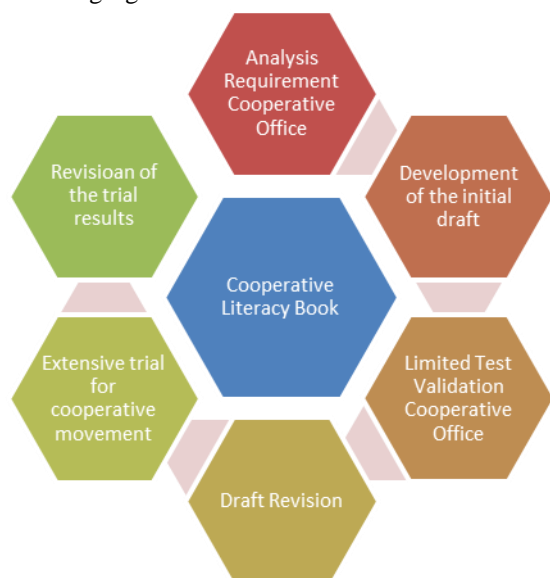 Analysis
Requirement
Cooperative
Office
Development
of the initial
draft
Limited Test
Validation
Cooperative
Office
Draft Revision
Extensive trial
for
cooperative
movement
Revisioan of
the trial
results
Cooperative
Literacy Book